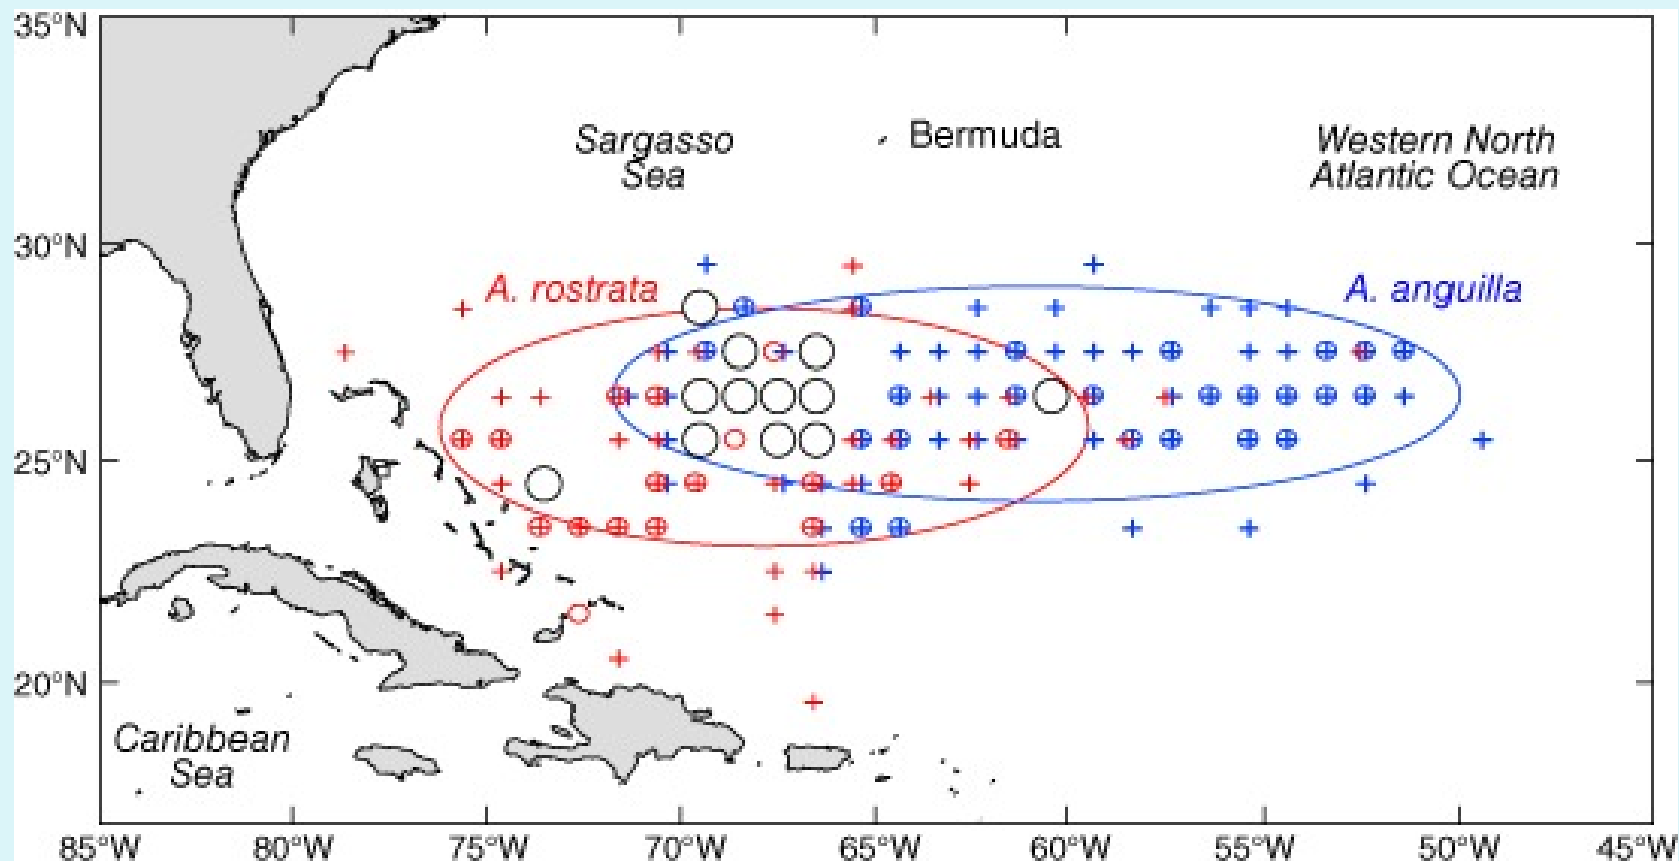 35°N
Sargasso
Sea
Bermuda
Western North
Atlantic Ocean
30°N
A. rostrata
A. anguilla
25°N
20°N
Caribbean
Sea
85°W 80°W 75°W 70°W 65°W 60°W 55°W 50°W 45°W